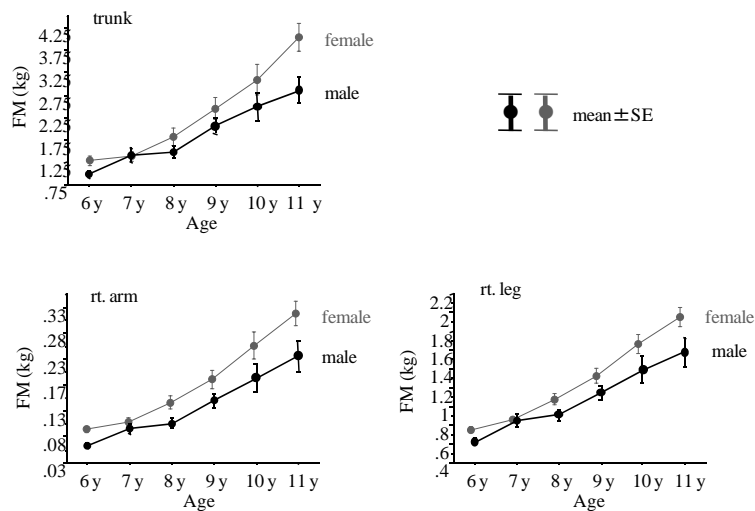 trunk
FM (kg)
4.25
3.75
3.25
2.75
2.25
1.75
1.25
.75
6 y 7 y 8 y 9 y 10 y 11 y
Age
female
male
mean±SE
rt. arm
FM (kg)
.33
.28
.23
.17
.13
.08
.03
6 y 7 y 8 y 9 y 10 y 11 y
Age
female
male
rt. leg
FM (kg)
2.2
2
1.8
1.6
1.4
1.2
1
.8
.6
.4
6 y 7 y 8 y 9 y 10 y 11 y
Age
female
male